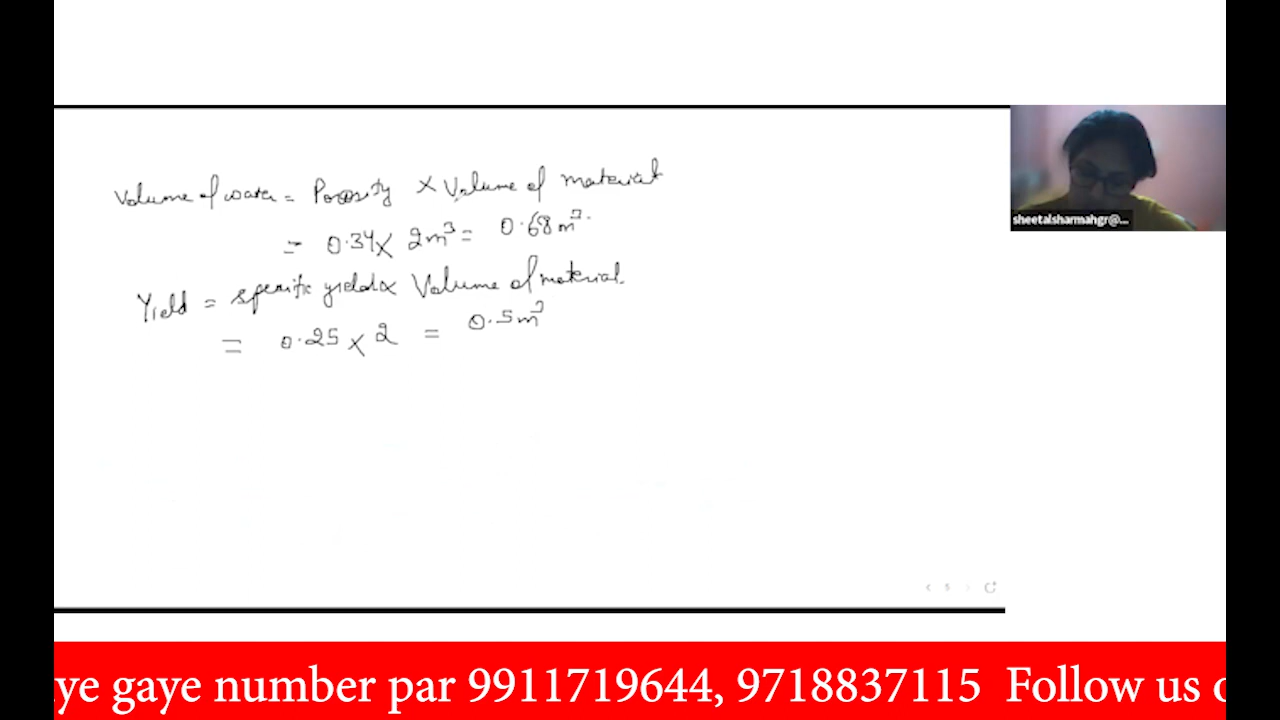 Volume of water = Porosity × Volume of material
= 0.34 × 2m³ = 0.68 m³.
Yield = specific yield × Volume of material.
= 0.25 × 2 = 0.5 m³
sheetalsharmahgr@...
< 5 >
ye gaye number par 9911719644, 9718837115 Follow us o